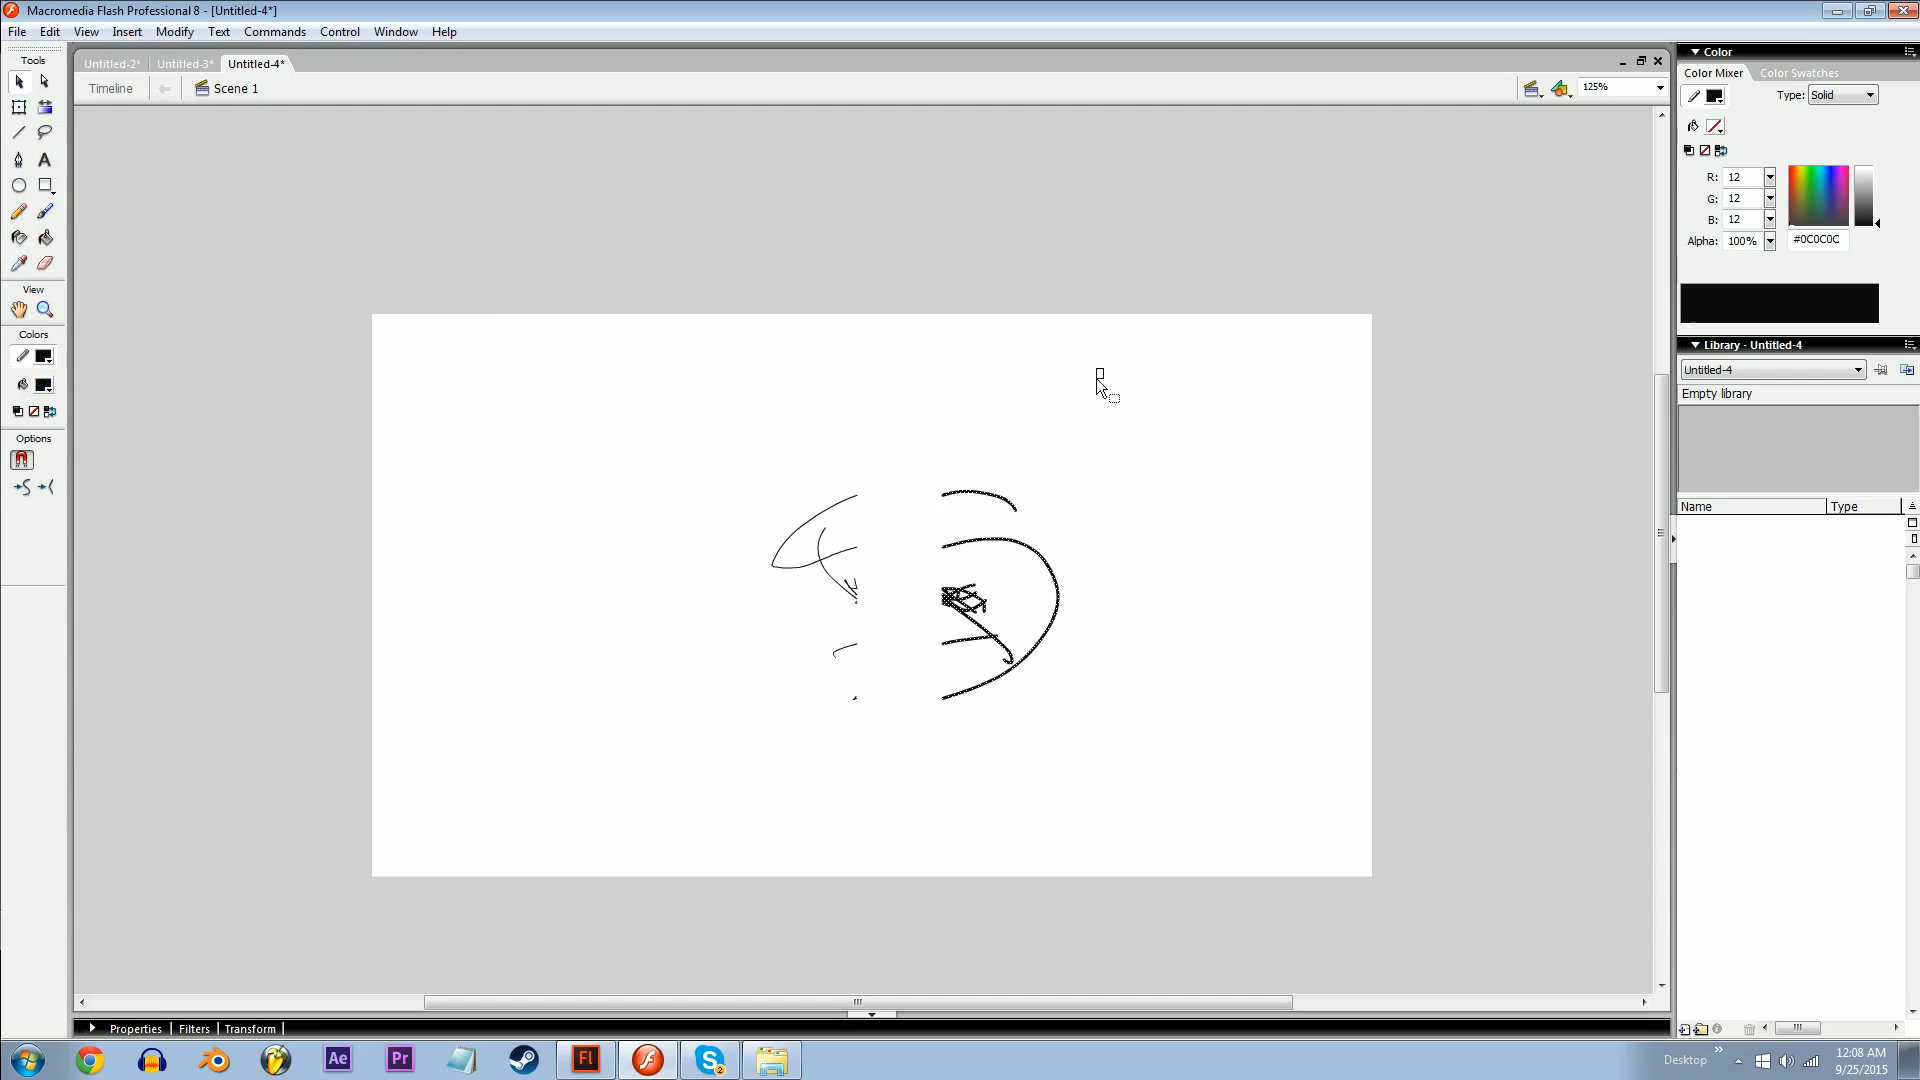 Macromedia Flash Professional 8 - [Untitled-4*]
File Edit View Insert Modify Text Commands Control Window Help
Tools
Untitled-2* Untitled-3* Untitled-4*
Timeline Scene 1
125%
View
Colors
Options
Color
Color Mixer Color Swatches
Type: Solid
R: 12
G: 12
B: 12
Alpha: 100% #0C0C0C
Library - Untitled-4
Untitled-4
Empty library
Name Type
Properties Filters Transform
Ae
Pr
Fl
2
Desktop
12:08 AM
9/25/2015